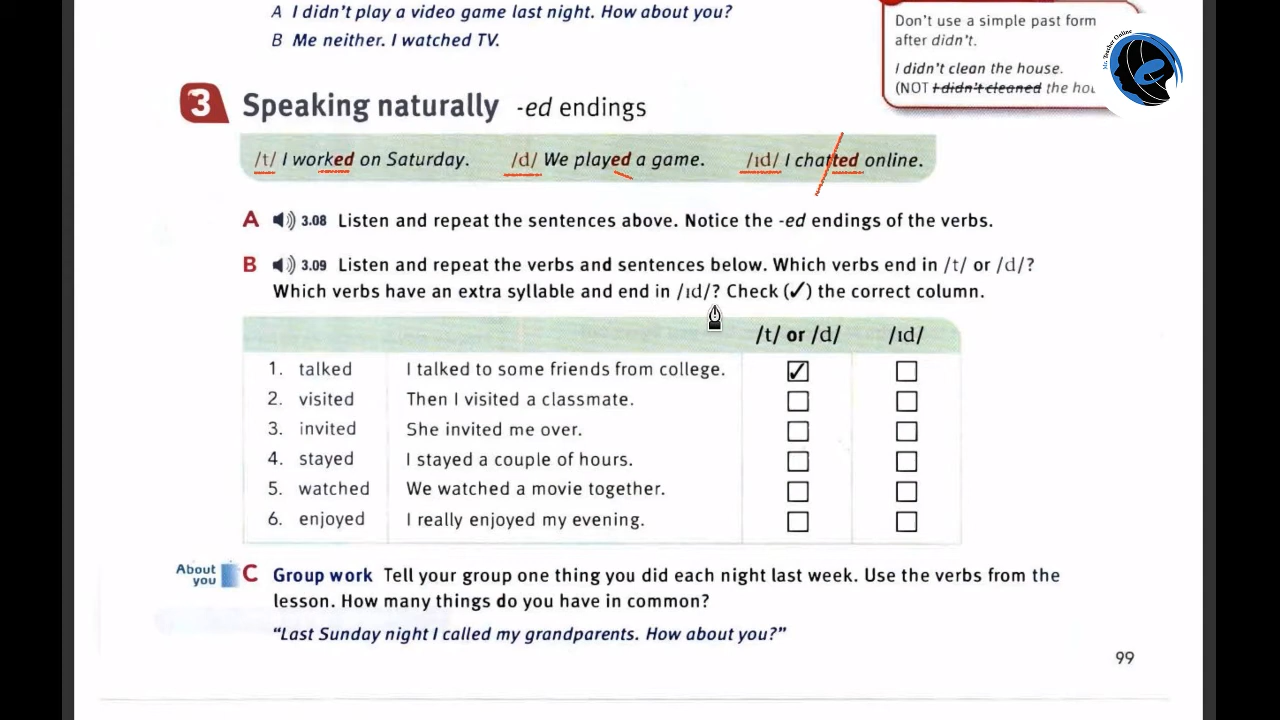 A I didn't play a video game last night. How about you?
B Me neither. I watched TV.
Don't use a simple past form
after didn't.
I didn't clean the house.
(NOT I didn't cleaned the hou
Mr. Teacher Online
3 Speaking naturally -ed endings
/t/ I worked on Saturday. /d/ We played a game. /ɪd/ I chatted online.
A 3.08 Listen and repeat the sentences above. Notice the -ed endings of the verbs.
B 3.09 Listen and repeat the verbs and sentences below. Which verbs end in /t/ or /d/?
Which verbs have an extra syllable and end in /ɪd/? Check (✓) the correct column.
/t/ or /d/ /ɪd/
1. talked I talked to some friends from college. ✓
2. visited Then I visited a classmate.
3. invited She invited me over.
4. stayed I stayed a couple of hours.
5. watched We watched a movie together.
6. enjoyed I really enjoyed my evening.
About
you
C Group work Tell your group one thing you did each night last week. Use the verbs from the
lesson. How many things do you have in common?
"Last Sunday night I called my grandparents. How about you?"
99